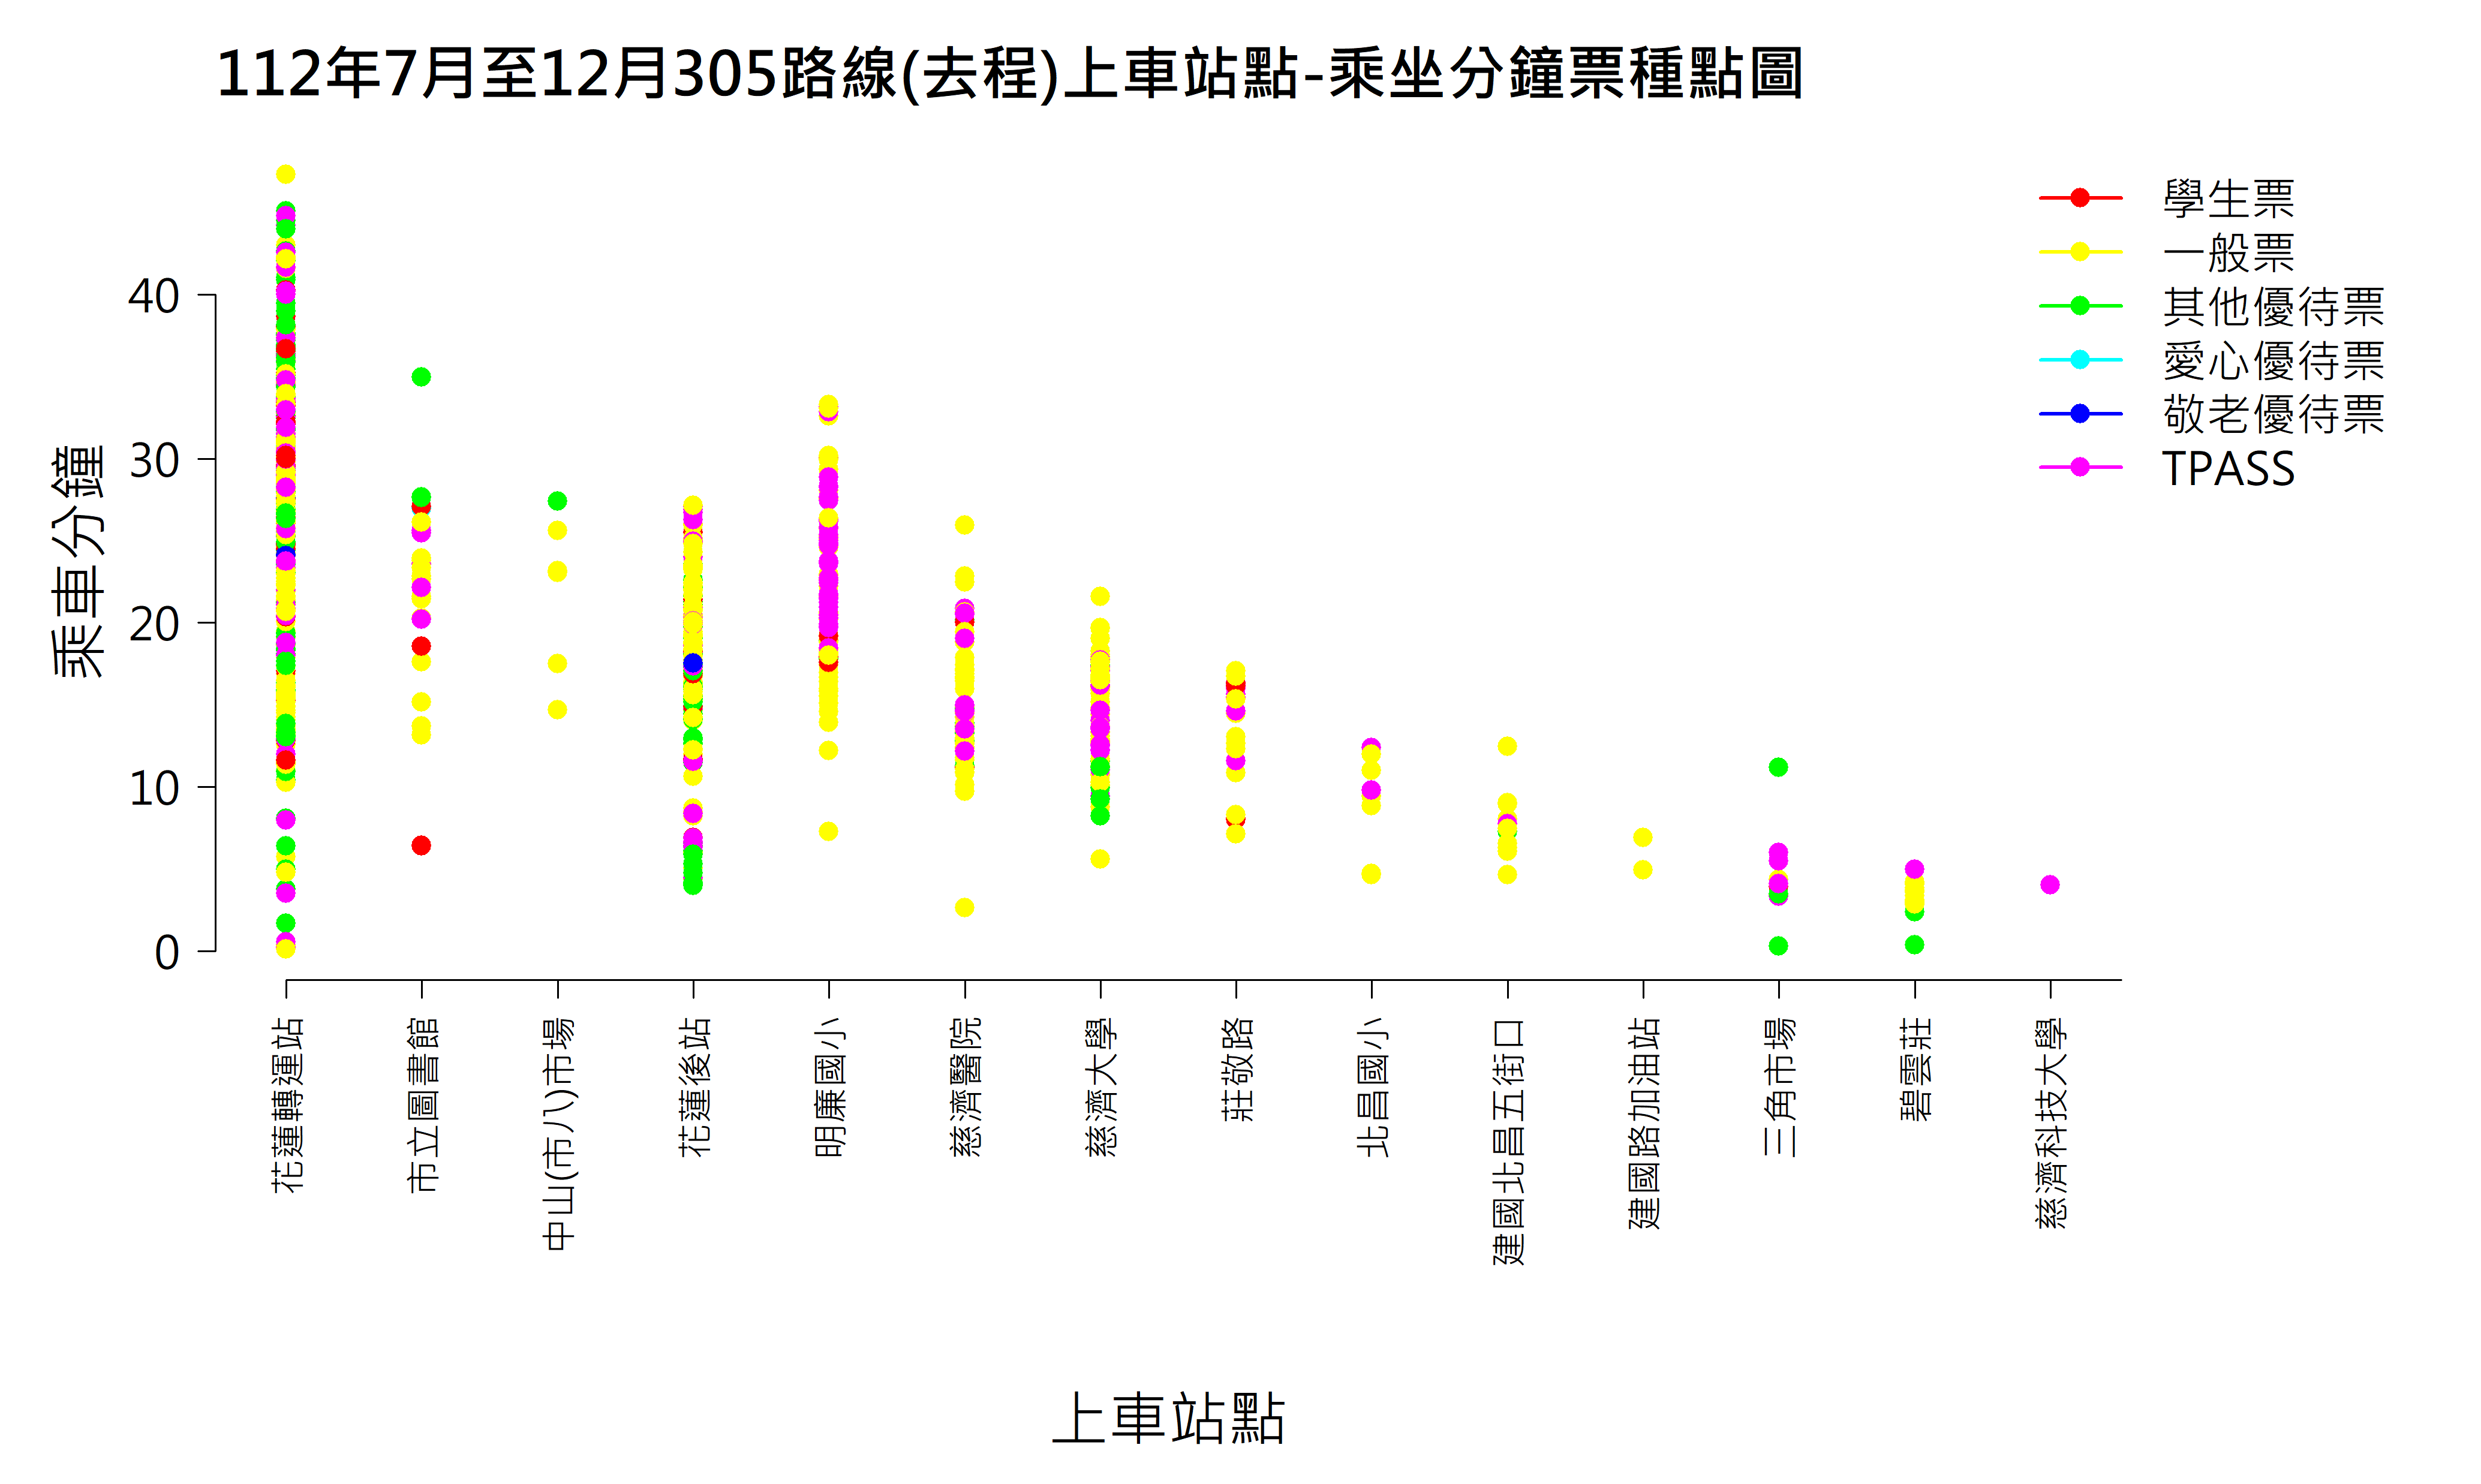 112年7月至12月305路線(去程)上車站點-乘坐分鐘票種點圖
學生票
一般票
其他優待票
愛心優待票
敬老優待票
TPASS
乘車分鐘
40
30
20
10
0
花蓮轉運站
市立圖書館
中山(市八)市場
花蓮後站
明廉國小
慈濟醫院
慈濟大學
莊敬路
北昌國小
建國北昌五街口
建國路加油站
三角市場
碧雲莊
慈濟科技大學
上車站點